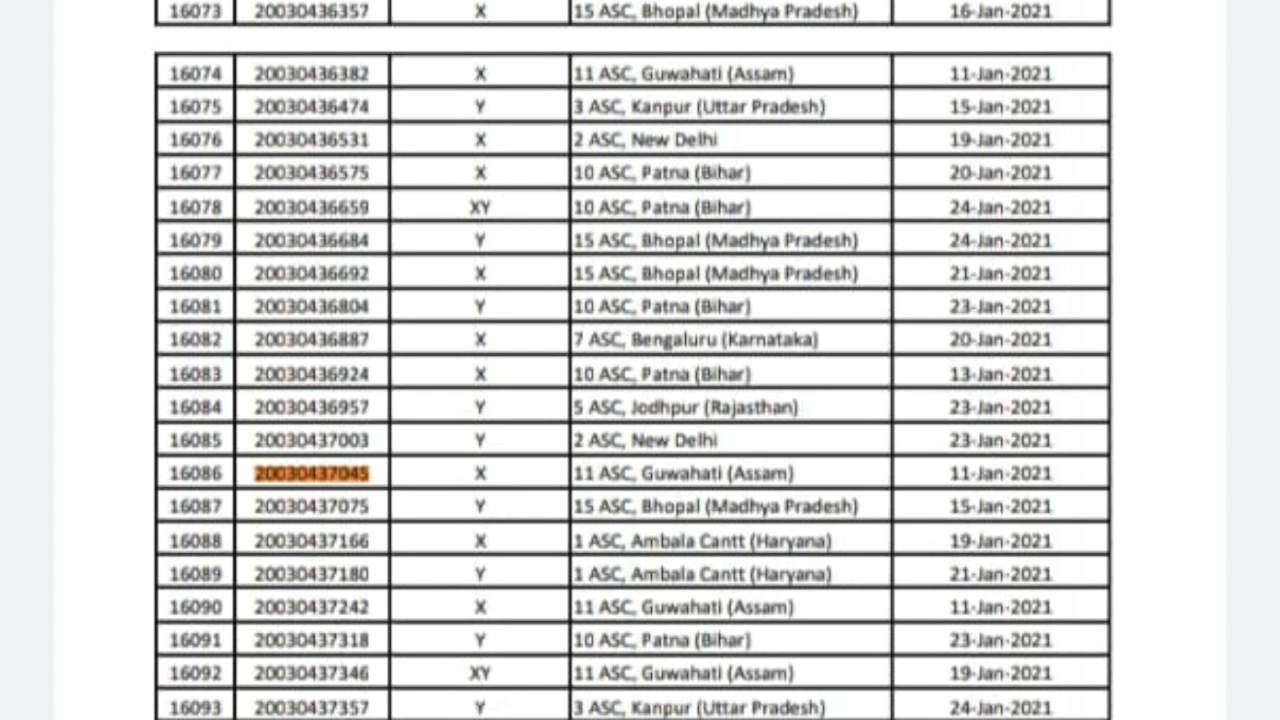 16073 20030436357 X 15 ASC, Bhopal (Madhya Pradesh) 16-Jan-2021
16074 20030436382 X 11 ASC, Guwahati (Assam) 11-Jan-2021
16075 20030436474 Y 3 ASC, Kanpur (Uttar Pradesh) 15-Jan-2021
16076 20030436531 X 2 ASC, New Delhi 19-Jan-2021
16077 20030436575 X 10 ASC, Patna (Bihar) 20-Jan-2021
16078 20030436659 XY 10 ASC, Patna (Bihar) 24-Jan-2021
16079 20030436684 Y 15 ASC, Bhopal (Madhya Pradesh) 24-Jan-2021
16080 20030436692 X 15 ASC, Bhopal (Madhya Pradesh) 21-Jan-2021
16081 20030436804 Y 10 ASC, Patna (Bihar) 23-Jan-2021
16082 20030436887 X 7 ASC, Bengaluru (Karnataka) 20-Jan-2021
16083 20030436924 X 10 ASC, Patna (Bihar) 13-Jan-2021
16084 20030436957 Y 5 ASC, Jodhpur (Rajasthan) 23-Jan-2021
16085 20030437003 Y 2 ASC, New Delhi 23-Jan-2021
16086 20030437045 X 11 ASC, Guwahati (Assam) 11-Jan-2021
16087 20030437075 Y 15 ASC, Bhopal (Madhya Pradesh) 15-Jan-2021
16088 20030437166 X 1 ASC, Ambala Cantt (Haryana) 19-Jan-2021
16089 20030437180 Y 1 ASC, Ambala Cantt (Haryana) 21-Jan-2021
16090 20030437242 X 11 ASC, Guwahati (Assam) 11-Jan-2021
16091 20030437318 Y 10 ASC, Patna (Bihar) 23-Jan-2021
16092 20030437346 XY 11 ASC, Guwahati (Assam) 19-Jan-2021
16093 20030437357 Y 3 ASC, Kanpur (Uttar Pradesh) 24-Jan-2021